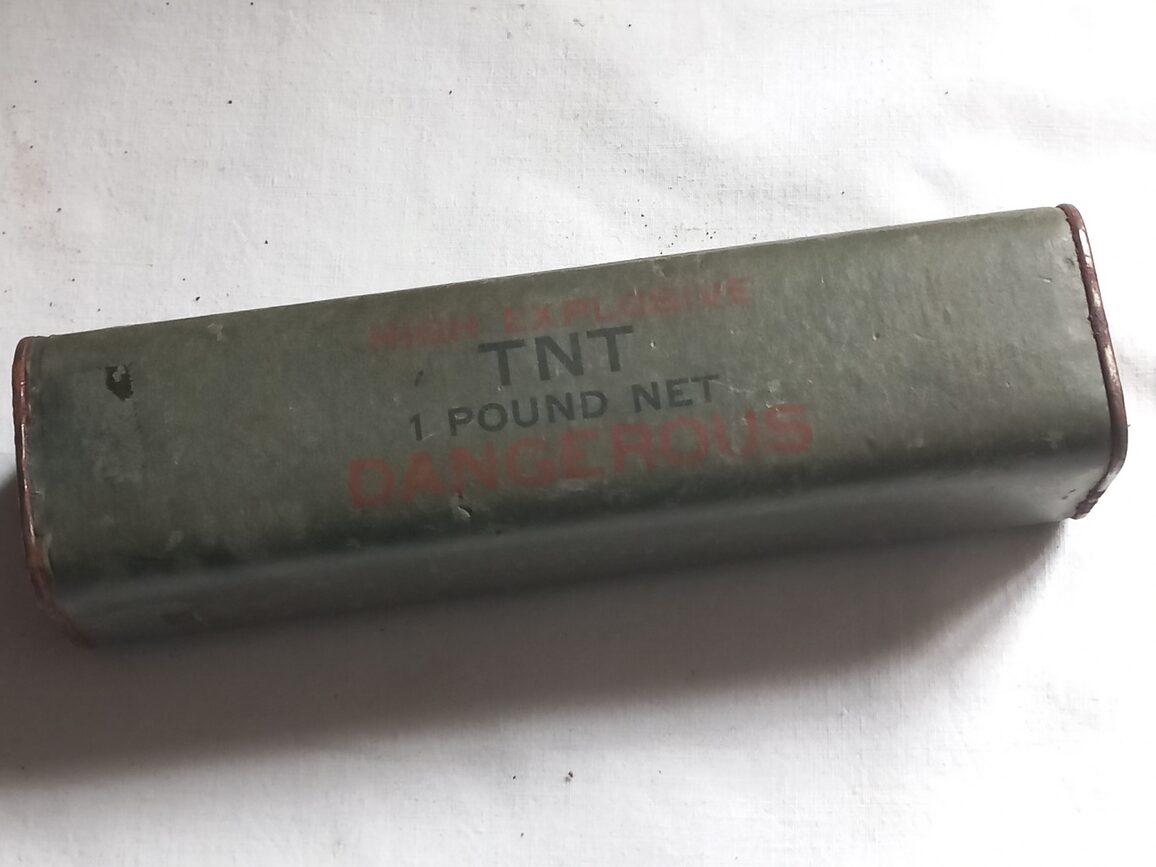 HIGH EXPLOSIVE
TNT
1 POUND NET
DANGEROUS